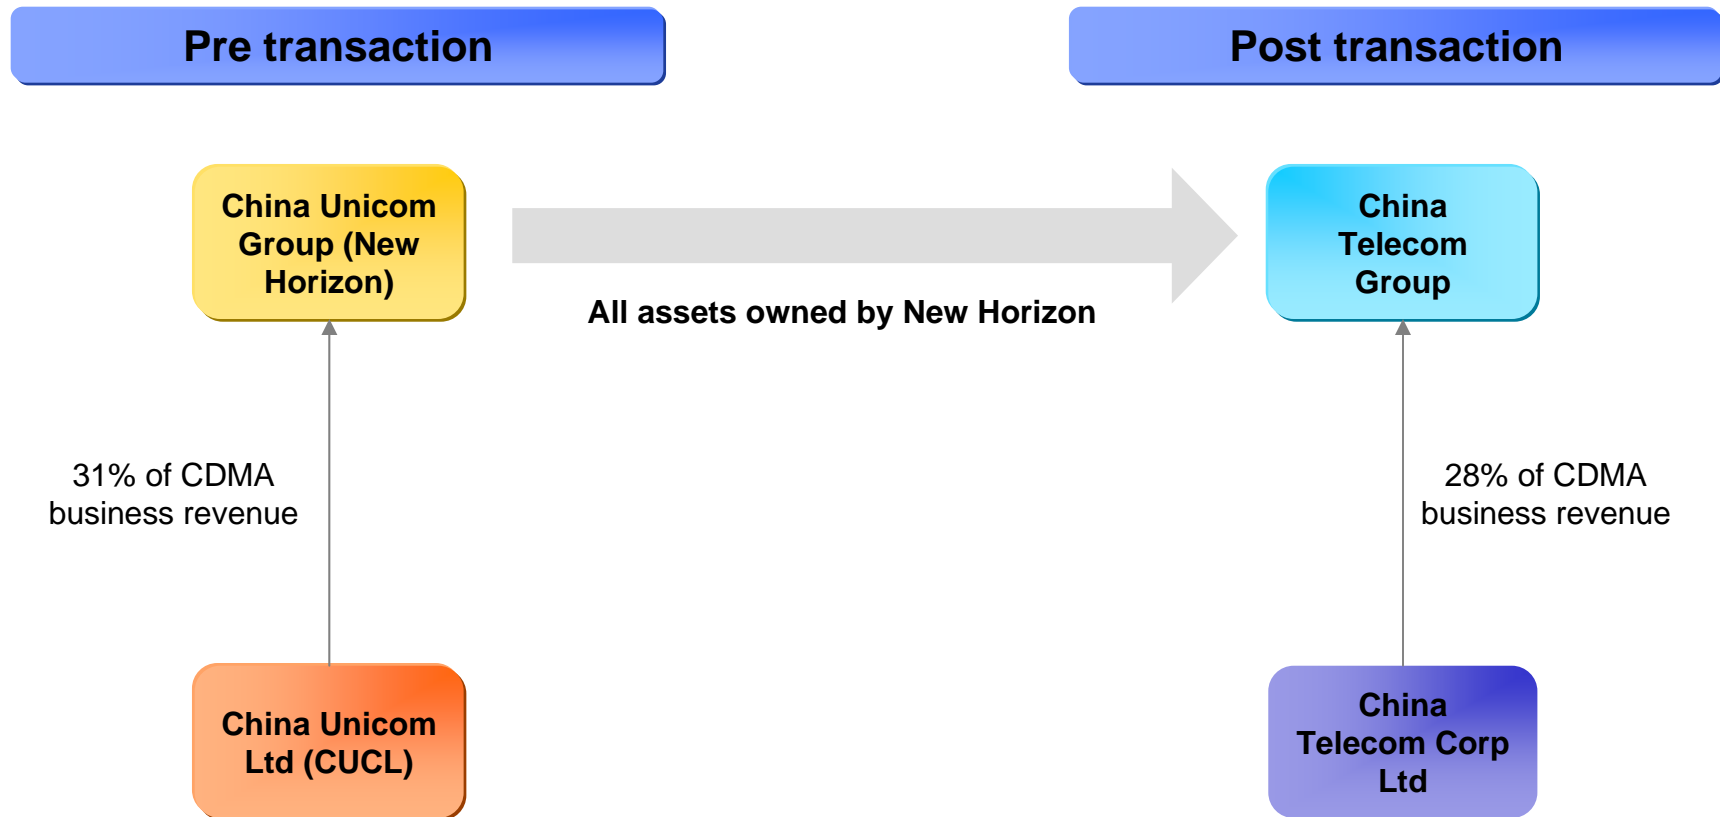 Pre transaction
Post transaction
China Unicom
Group (New
Horizon)
All assets owned by New Horizon
China
Telecom
Group
31% of CDMA
business revenue
28% of CDMA
business revenue
China Unicom
Ltd (CUCL)
China
Telecom Corp
Ltd